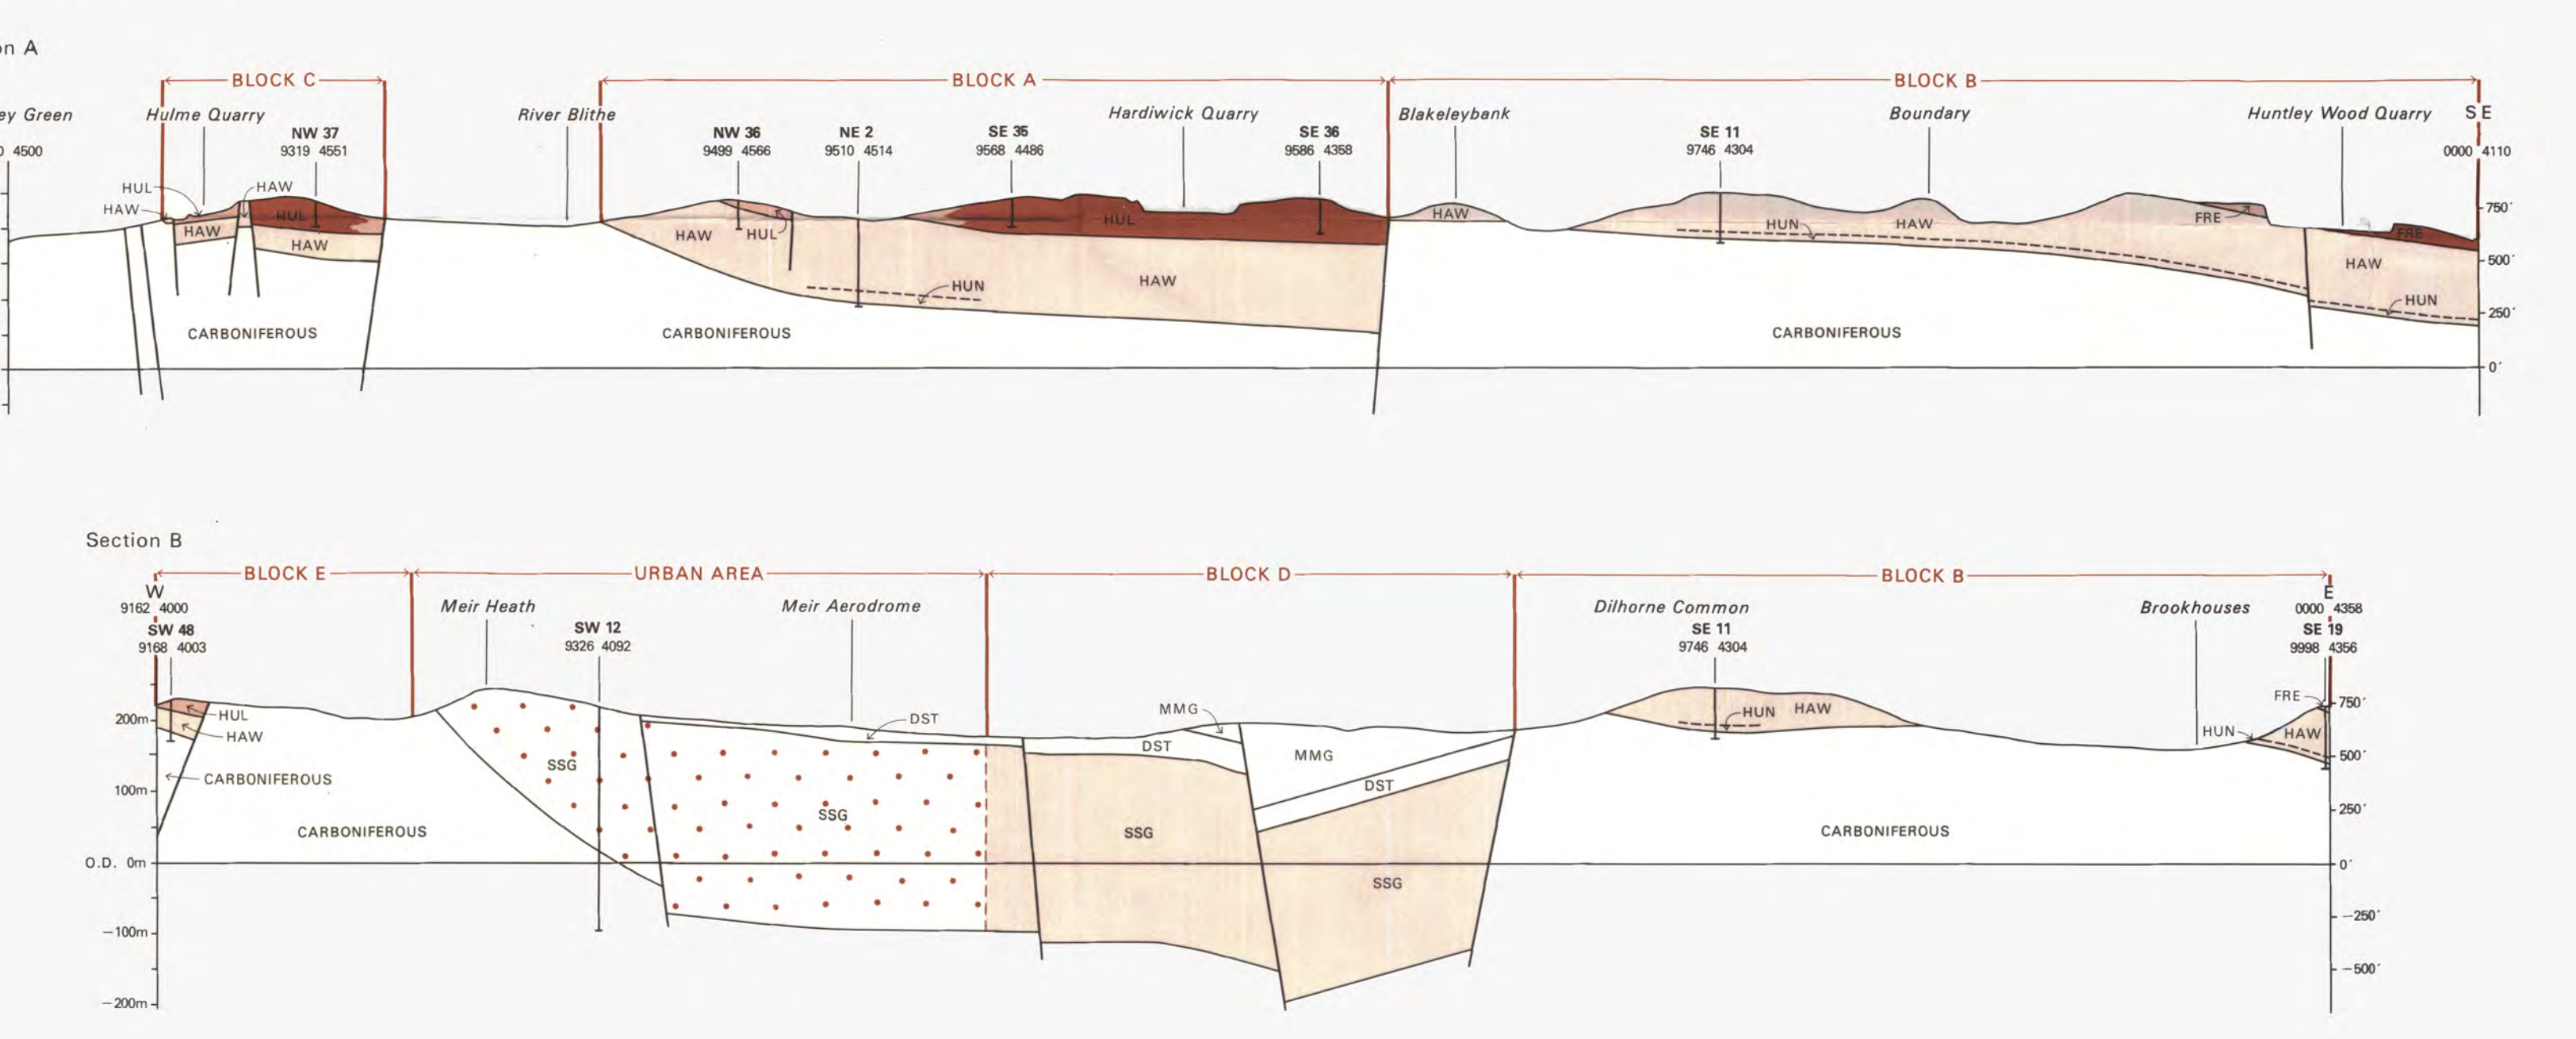 on A
BLOCK C
BLOCK A
BLOCK B
ey Green
Hulme Quarry
River Blithe
Hardiwick Quarry
Blakeleybank
Boundary
Huntley Wood Quarry
SE
NW 37
NW 36
NE 2
SE 35
SE 36
SE 11
0 4500
9319 4551
9499 4566
9510 4514
9568 4486
9586 4358
9746 4304
0000 4110
HUL
HAW
HAW
HUL
HAW
HAW
HAW
HUL
HUL
HAW
HUN
HAW
HUN
HAW
FRE
FRE
HAW
HUN
750′
500′
250′
0′
CARBONIFEROUS
CARBONIFEROUS
CARBONIFEROUS
Section B
BLOCK E
URBAN AREA
BLOCK D
BLOCK B
W
E
9162 4000
Meir Heath
Meir Aerodrome
Dilhorne Common
Brookhouses
0000 4358
SW 48
SW 12
SE 11
SE 19
9168 4003
9326 4092
9746 4304
9998 4356
FRE
HUL
HAW
CARBONIFEROUS
CARBONIFEROUS
SSG
SSG
DST
DST
MMG
MMG
DST
SSG
SSG
HUN
HAW
HUN
HAW
CARBONIFEROUS
200m
100m
O.D. 0m
−100m
−200m
750′
500′
250′
0′
−250′
−500′